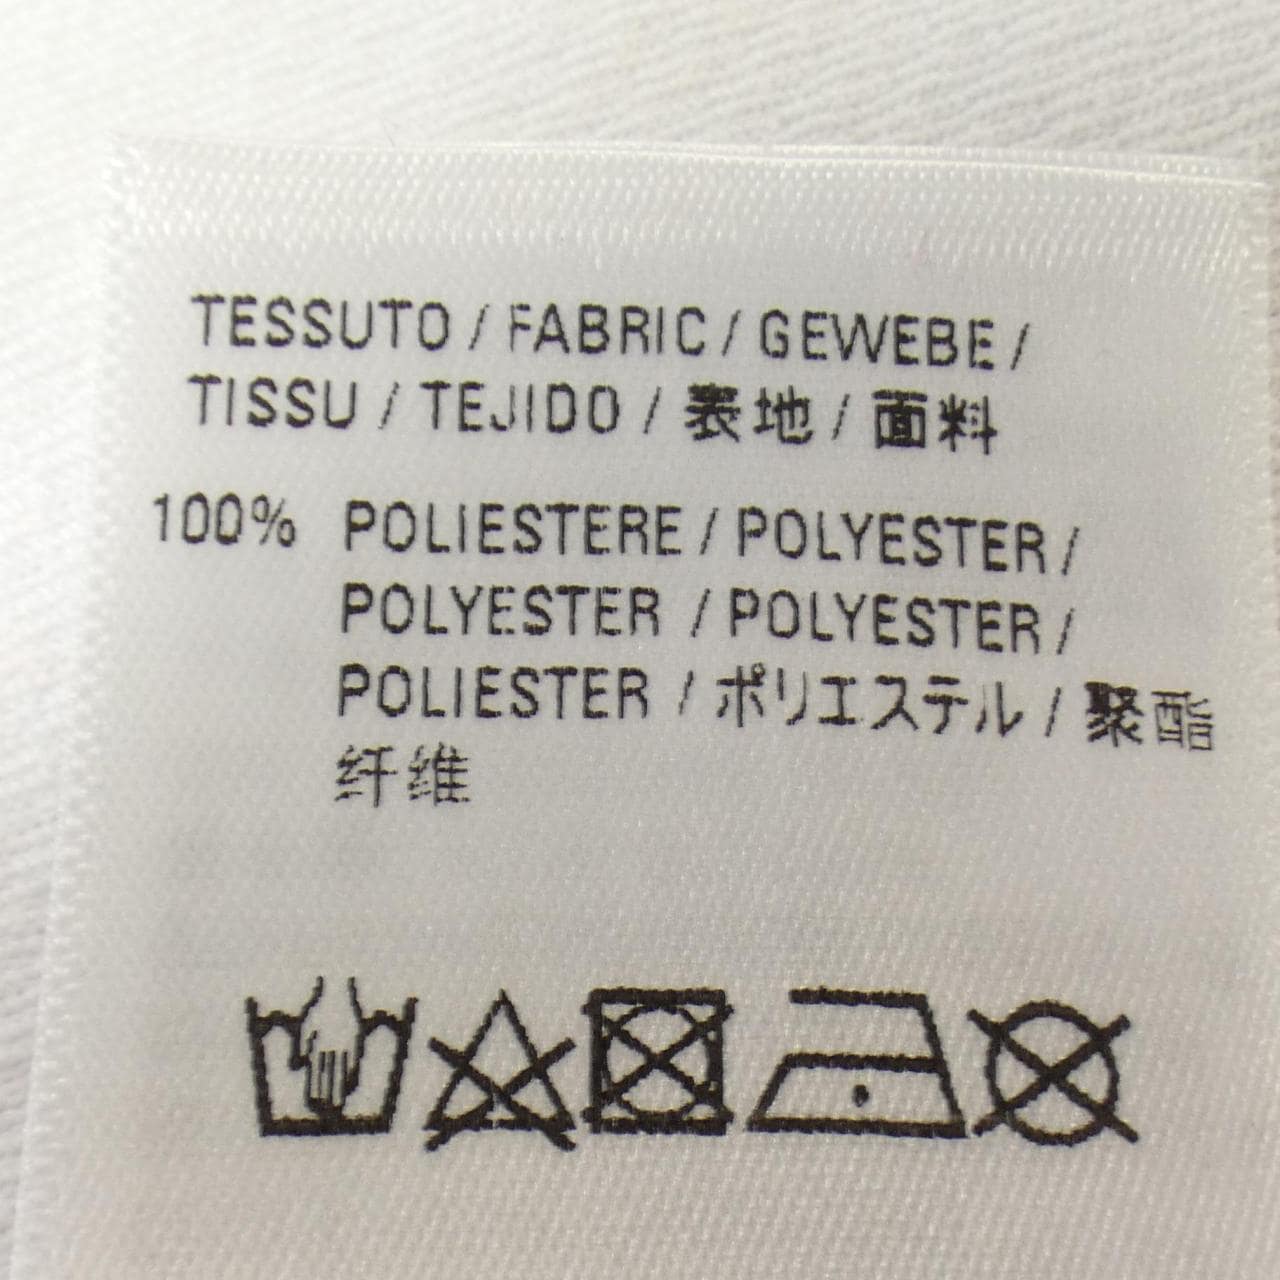 TESSUTO / FABRIC / GEWEBE /
TISSU / TEJIDO / 表地 / 面料
100% POLIESTERE / POLYESTER /
POLYESTER / POLYESTER /
POLIESTER / ポリエステル / 聚酯
纤维